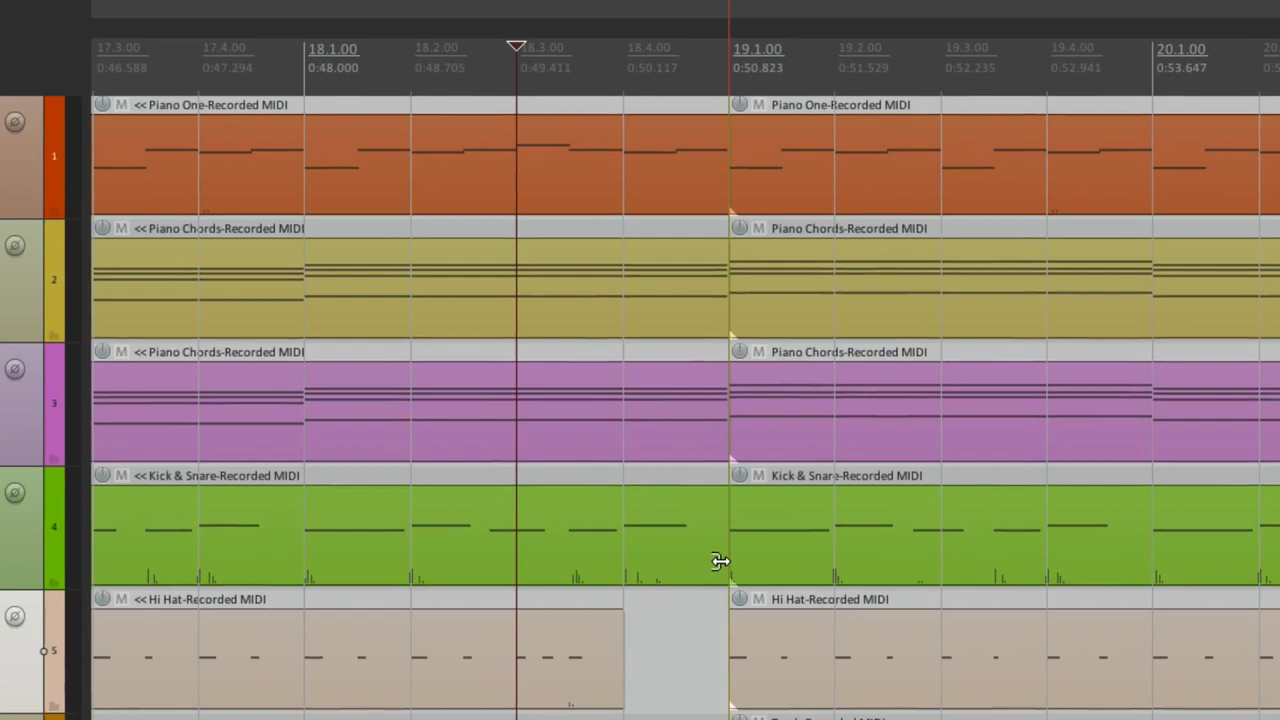 17.3.00 17.4.00 18.1.00 18.2.00 18.3.00 18.4.00 19.1.00 19.2.00 19.3.00 19.4.00 20.1.00
0:46.588 0:47.294 0:48.000 0:48.705 0:49.411 0:50.117 0:50.823 0:51.529 0:52.235 0:52.941 0:53.647
M << Piano One-Recorded MIDI M Piano One-Recorded MIDI
1
M << Piano Chords-Recorded MIDI M Piano Chords-Recorded MIDI
2
M << Piano Chords-Recorded MIDI M Piano Chords-Recorded MIDI
3
M << Kick & Snare-Recorded MIDI M Kick & Snare-Recorded MIDI
4
M << Hi Hat-Recorded MIDI M Hi Hat-Recorded MIDI
5